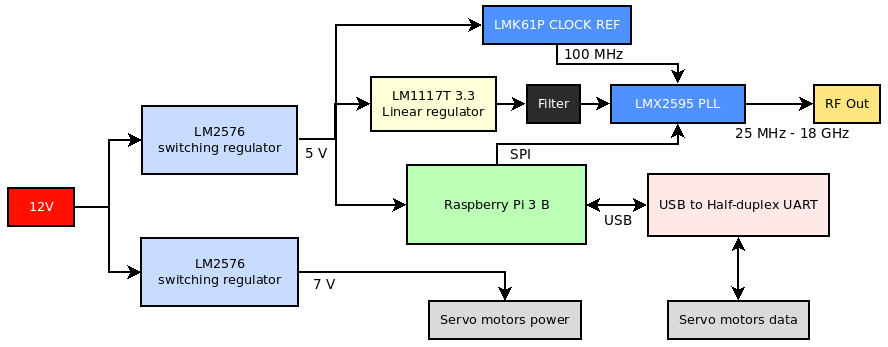 LMK61P CLOCK REF
100 MHz
LM1117T 3.3
Linear regulator
Filter
LMX2595 PLL
RF Out
25 MHz - 18 GHz
LM2576
switching regulator
5 V
SPI
12V
Raspberry Pi 3 B
USB
USB to Half-duplex UART
LM2576
switching regulator
7 V
Servo motors power
Servo motors data